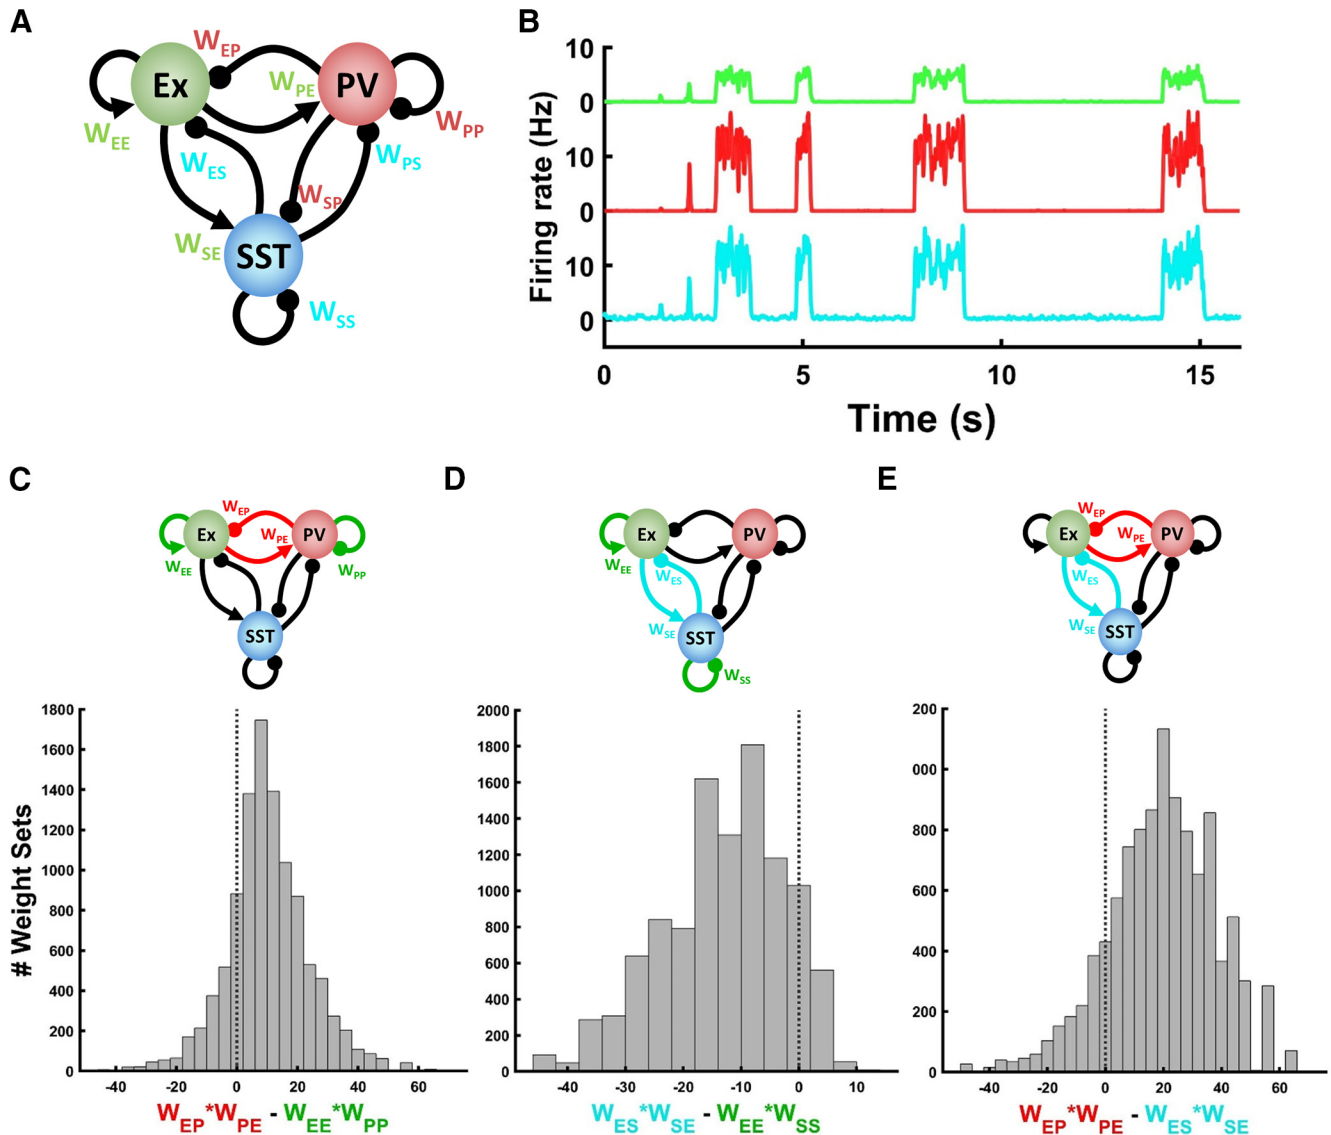 A
W_EP
Ex
W_PE
PV
W_EE
W_PP
W_ES
W_PS
W_SP
W_SE
SST
W_SS
B
Firing rate (Hz)
10
0
10
0
10
0
0 5 10 15
Time (s)
C
W_EP
Ex
W_PE
PV
W_EE
W_PP
SST
# Weight Sets
1800
1600
1400
1200
1000
800
600
400
200
0
-40 -20 0 20 40 60
W_EP*W_PE - W_EE*W_PP
D
Ex
PV
W_EE
W_ES
W_SE
SST
W_SS
2000
1800
1600
1400
1200
1000
800
600
400
200
0
-40 -30 -20 -10 0 10
W_ES*W_SE - W_EE*W_SS
E
W_EP
Ex
W_PE
PV
W_ES
W_SE
SST
200
000
800
600
400
200
0
-40 -20 0 20 40 60
W_EP*W_PE - W_ES*W_SE